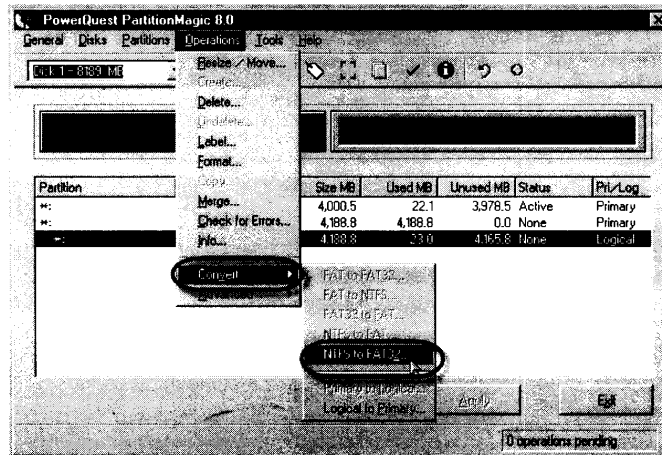 PowerQuest PartitionMagic 8.0
General Disks Partitions Operations Tools Help
Disk 1 - 8189 MB
Resize / Move...
Create...
Delete...
Undelete...
Label...
Format...
Copy...
Merge...
Check for Errors...
Info...
Convert
Advanced
Partition Size MB Used MB Unused MB Status Pri/Log
*: 4,000.5 22.1 3,978.5 Active Primary
*: 4,188.8 4,188.8 0.0 None Primary
*: 4,188.8 23.0 4,165.8 None Logical
FAT to FAT32...
FAT to NTFS...
FAT32 to FAT...
NTFS to FAT...
NTFS to FAT32...
Primary to Logical...
Logical to Primary...
Apply Exit
0 operations pending